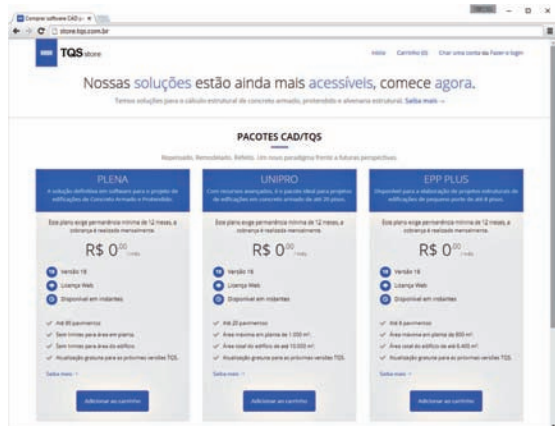 Comprar software CAD p
store.tqs.com.br
TQS store
Início Carrinho (0) Criar uma conta ou Fazer o login
Nossas soluções estão ainda mais acessíveis, comece agora.
Temos soluções para o cálculo estrutural de concreto armado, protendido e alvenaria estrutural. Saiba mais →
PACOTES CAD/TQS
Repensado, Remodelado, Refeito. Um novo paradigma frente a futuras perspectivas.
PLENA
A solução definitiva em software para o projeto de
edificações de Concreto Armado e Protendido.
Este plano exige permanência mínima de 12 meses, a
cobrança é realizada mensalmente.
R$ 0,00 / mês
18 Versão 18
Licença Web
Disponível em instantes
Até 80 pavimentos
Sem limites para área em planta.
Sem limites para área do edifício.
Atualização gratuita para as próximas versões TQS.
Saiba mais →
Adicionar ao carrinho
UNIPRO
Com recursos avançados, é o pacote ideal para projetos
de edificações em concreto armado de até 20 pisos.
Este plano exige permanência mínima de 12 meses, a
cobrança é realizada mensalmente.
R$ 0,00 / mês
18 Versão 18
Licença Web
Disponível em instantes
Até 20 pavimentos
Área máxima em planta de 1.000 m².
Área total do edifício de até 10.000 m².
Atualização gratuita para as próximas versões TQS.
Saiba mais →
Adicionar ao carrinho
EPP PLUS
Disponível para a elaboração de projetos estruturais de
edificações de pequeno porte do até 8 pisos.
Este plano exige permanência mínima de 12 meses, a
cobrança é realizada mensalmente.
R$ 0,00 / mês
18 Versão 18
Licença Web
Disponível em instantes
Até 8 pavimentos
Área máxima em planta de 800 m².
Área total do edifício de até 6.400 m².
Atualização gratuita para as próximas versões TQS.
Saiba mais →
Adicionar ao carrinho